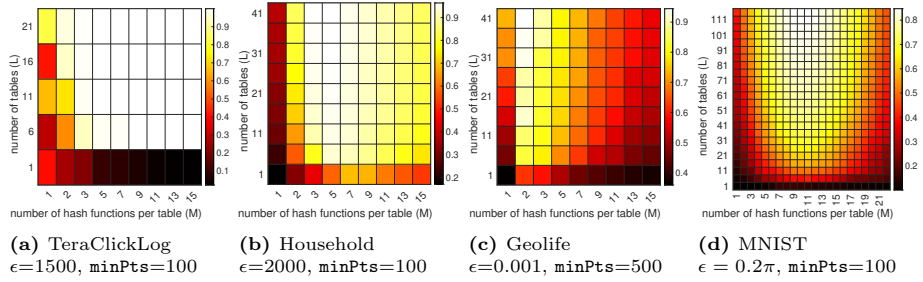 number of tables (L)
21
16
11
6
1
1 2 3 5 7 9 11 13 15
number of hash functions per table (M)
0.9
0.8
0.7
0.6
0.5
0.4
0.3
0.2
0.1
(a) TeraClickLog
ϵ=1500, minPts=100
number of tables (L)
41
31
21
11
1
1 2 3 5 7 9 11 13 15
number of hash functions per table (M)
0.9
0.8
0.7
0.6
0.5
0.4
0.3
0.2
(b) Household
ϵ=2000, minPts=100
number of tables (L)
41
31
21
11
1
1 2 3 5 7 9 11 13 15
number of hash functions per table (M)
0.9
0.8
0.7
0.6
0.5
0.4
(c) Geolife
ϵ=0.001, minPts=500
number of tables (L)
111
101
91
81
71
61
51
41
31
21
11
1
1 3 5 7 9 11 13 15 17 19 21
number of hash functions per table (M)
0.8
0.7
0.6
0.5
0.4
0.3
0.2
(d) MNIST
ϵ = 0.2π, minPts=100